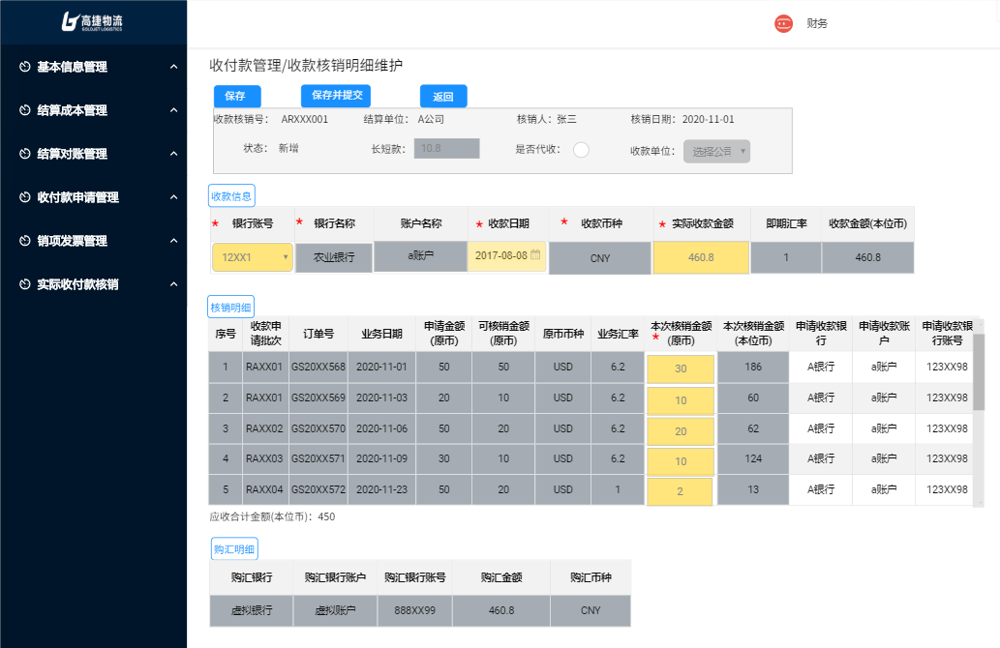 高捷物流
GOLDJET LOGISTICS
财务
基本信息管理
结算成本管理
结算对账管理
收付款申请管理
销项发票管理
实际收付款核销
收付款管理/收款核销明细维护
保存 保存并提交 返回
收款核销号： ARXXX001 结算单位： A公司 核销人：张三 核销日期：2020-11-01
状态： 新增 长短款： 10.8 是否代收： 收款单位： 选择公司
收款信息
* 银行账号 * 银行名称 账户名称 * 收款日期 * 收款币种 * 实际收款金额 即期汇率 收款金额(本位币)
12XX1 农业银行 a账户 2017-08-08 CNY 460.8 1 460.8
核销明细
序号 收款申请批次 订单号 业务日期 申请金额(原币) 可核销金额(原币) 原币币种 业务汇率 本次核销金额* (原币) 本次核销金额(本位币) 申请收款银行 申请收款账户 申请收款银行账号
1 RAXX01 GS20XX568 2020-11-01 50 50 USD 6.2 30 186 A银行 a账户 123XX98
2 RAXX01 GS20XX569 2020-11-03 20 10 USD 6.2 10 60 A银行 a账户 123XX98
3 RAXX02 GS20XX570 2020-11-06 50 20 USD 6.2 20 62 A银行 a账户 123XX98
4 RAXX03 GS20XX571 2020-11-09 30 10 USD 6.2 10 124 A银行 a账户 123XX98
5 RAXX04 GS20XX572 2020-11-23 50 20 USD 1 2 13 A银行 a账户 123XX98
应收合计金额(本位币)：450
购汇明细
购汇银行 购汇银行账户 购汇银行账号 购汇金额 购汇币种
虚拟银行 虚拟账户 888XX99 460.8 CNY